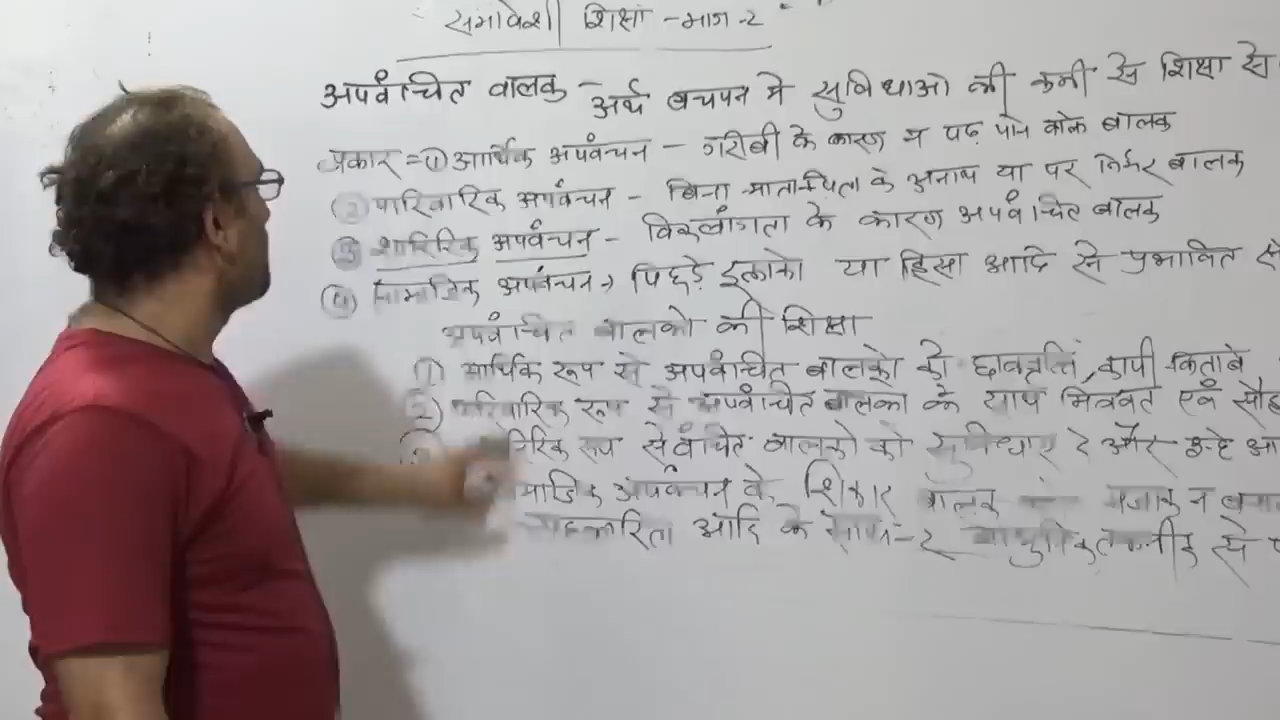 समावेशी शिक्षा - भाग-2
अपवंचित बालक - अर्थ बचपन मे सुविधाओ की कमी से शिक्षा से
प्रकार = ① आर्थिक अपवंचन - गरीबी के कारण न पढ़ पाने वाले बालक
② पारिवारिक अपवंचन - बिना माता-पिता के अनाथ या पर निर्भर बालक
③ शारिरिक अपवंचन - विकलांगता के कारण अपवंचित बालक
④ सामाजिक अपवंचन → पिछड़े इलाको या हिंसा आदि से प्रभावित
अपवंचित बालको की शिक्षा
① आर्थिक रूप से अपवंचित बालको को छात्रवृत्ति, कापी किताबे
2) पारिवारिक रूप से अपवंचित बालको के साथ मित्रवत एवं
रूप से वंचित बालको को सुविधाए दे और इन्हे
अपवंचन के शिकार बालक मजाक न
सहकारिता आदि के साथ-2 आधुनिक तकनीक से